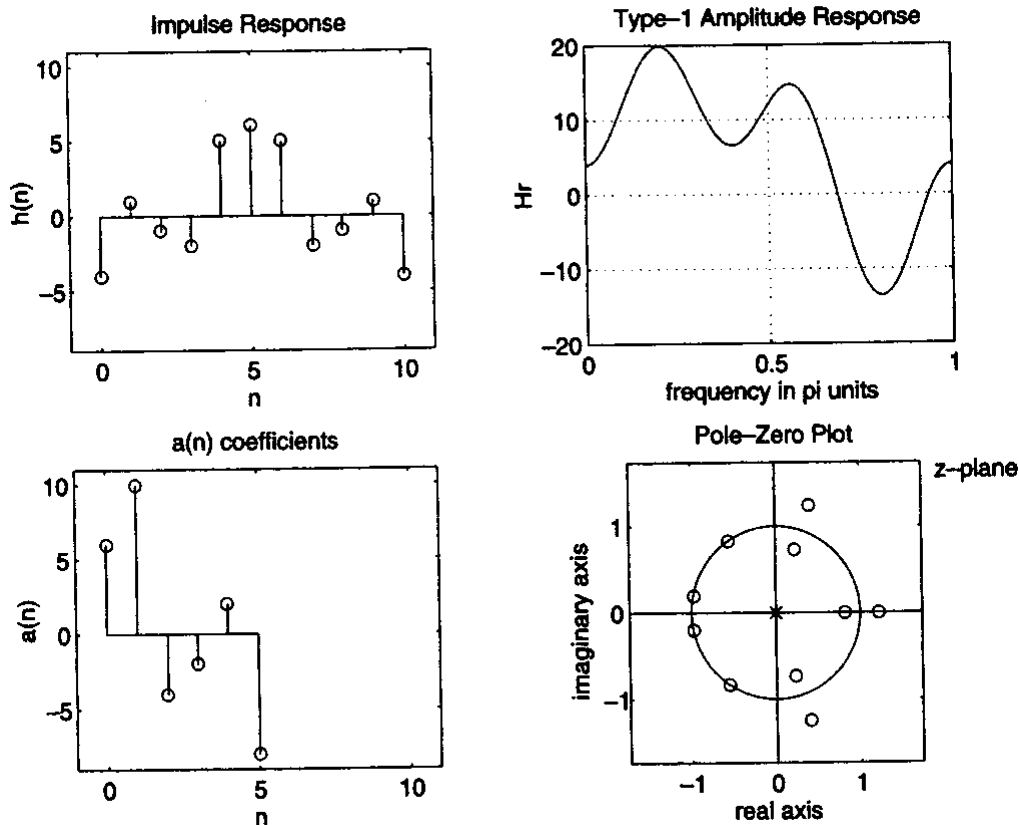 Impulse Response
10
5
0
−5
h(n)
0
5
10
n
Type−1 Amplitude Response
20
10
0
−10
−20
Hr
0
0.5
1
frequency in pi units
a(n) coefficients
10
5
0
−5
a(n)
0
5
10
n
Pole−Zero Plot
z−plane
1
0
−1
imaginary axis
−1
0
1
real axis